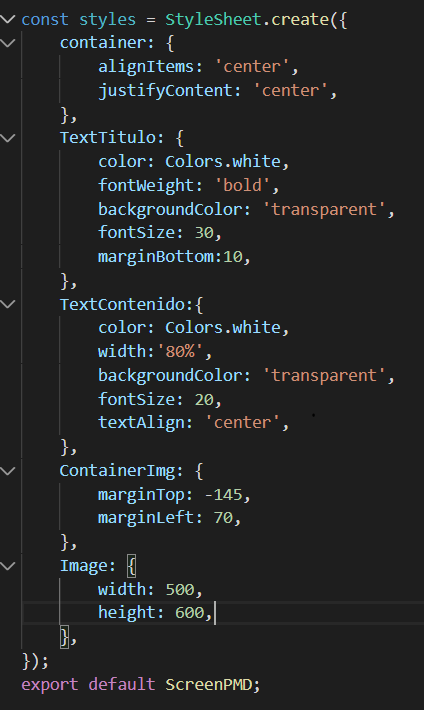 const styles = StyleSheet.create({
    container: {
        alignItems: 'center',
        justifyContent: 'center',
    },
    TextTitulo: {
        color: Colors.white,
        fontWeight: 'bold',
        backgroundColor: 'transparent',
        fontSize: 30,
        marginBottom:10,
    },
    TextContenido:{
        color: Colors.white,
        width:'80%',
        backgroundColor: 'transparent',
        fontSize: 20,
        textAlign: 'center',
    },
    ContainerImg: {
        marginTop: -145,
        marginLeft: 70,
    },
    Image: {
        width: 500,
        height: 600,
    },
});
export default ScreenPMD;